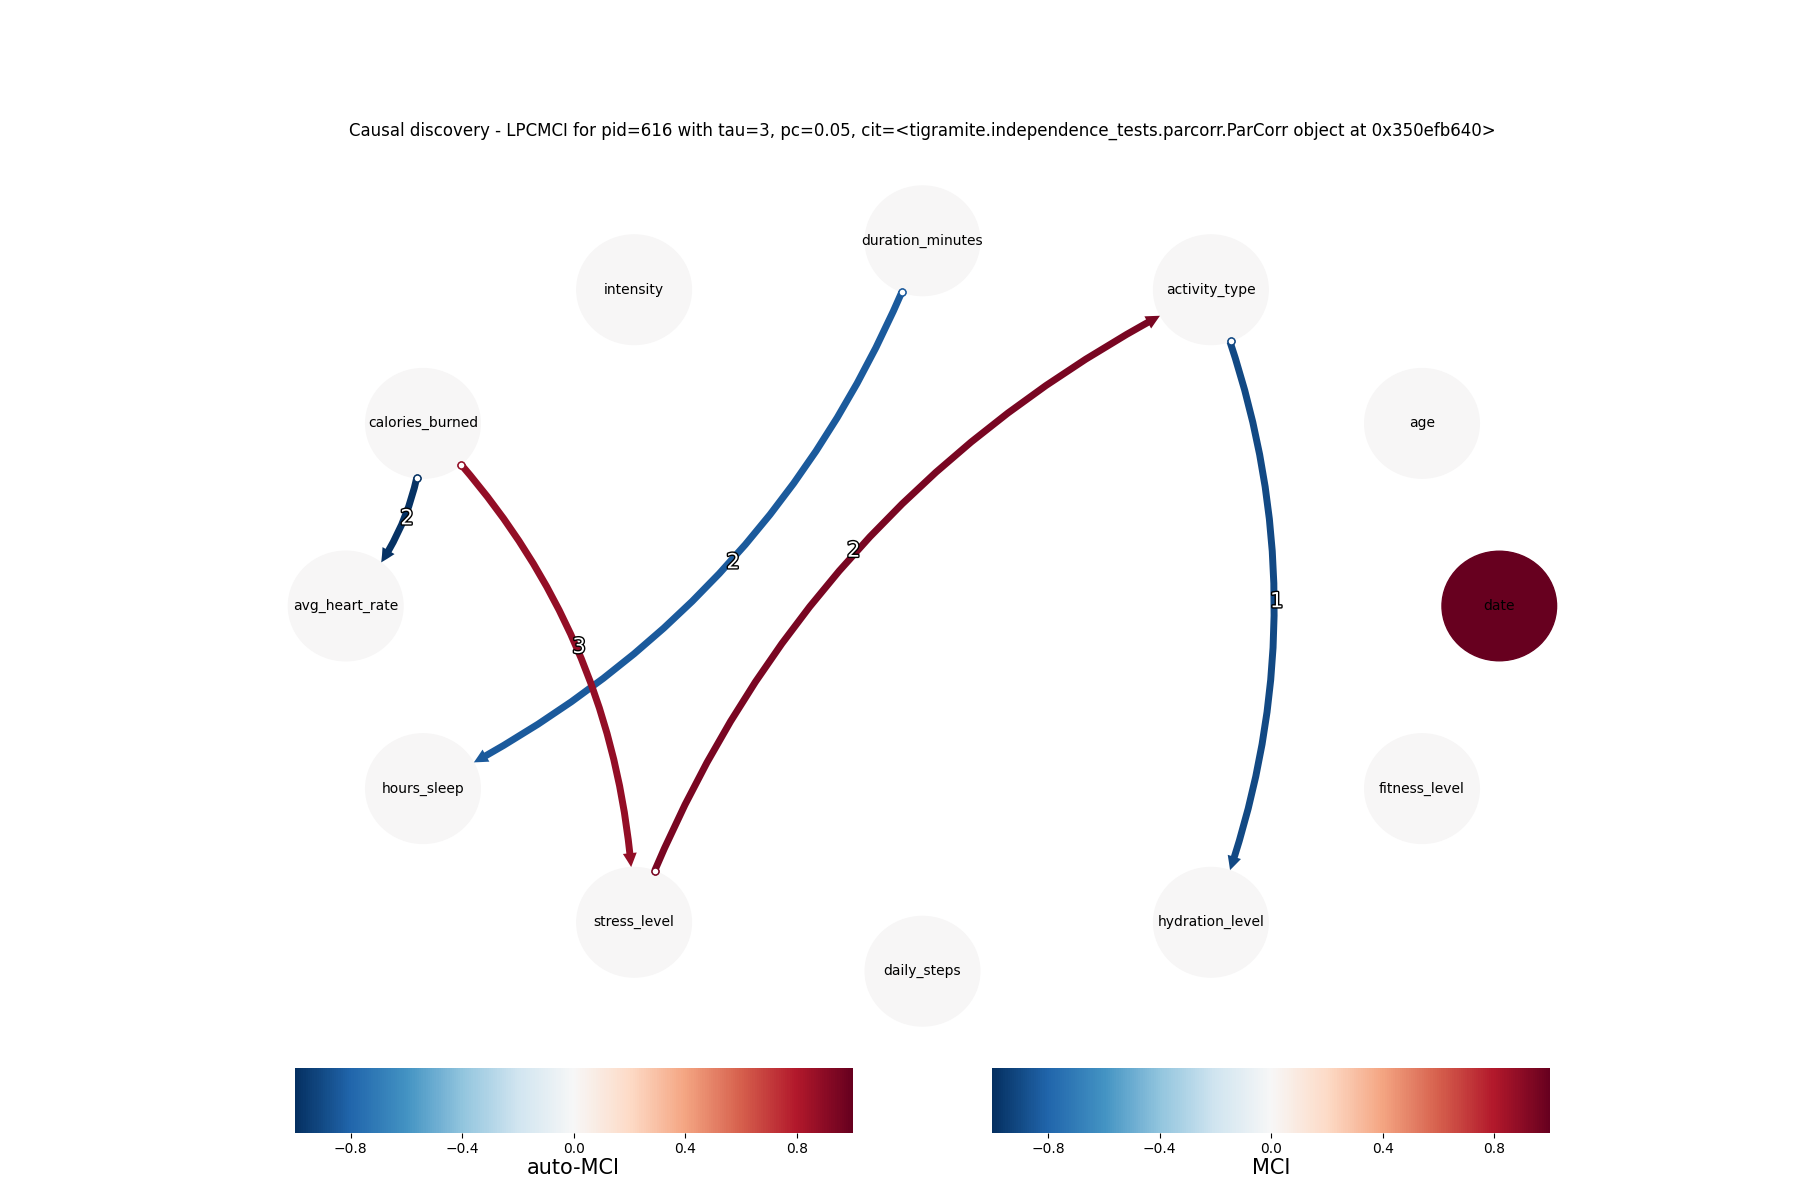 Causal discovery - LPCMCI for pid=616 with tau=3, pc=0.05, cit=<tigramite.independence_tests.parcorr.ParCorr object at 0x350efb640>
duration_minutes
intensity
activity_type
calories_burned
age
2
2
2
1
avg_heart_rate
date
3
hours_sleep
fitness_level
stress_level
hydration_level
daily_steps
−0.8 −0.4 0.0 0.4 0.8
auto-MCI
−0.8 −0.4 0.0 0.4 0.8
MCI